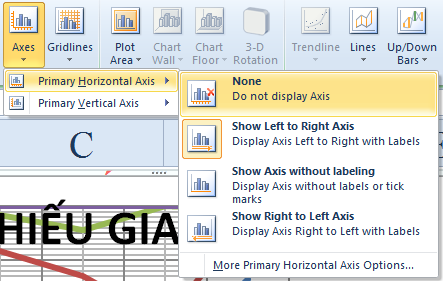 Axes Gridlines Plot Area Chart Wall Chart Floor 3-D Rotation Trendline Lines Up/Down Bars
Primary Horizontal Axis
Primary Vertical Axis
None
Do not display Axis
Show Left to Right Axis
Display Axis Left to Right with Labels
Show Axis without labeling
Display Axis without labels or tick
marks
Show Right to Left Axis
Display Axis Right to Left with Labels
More Primary Horizontal Axis Options...
C
HIẾU GIA